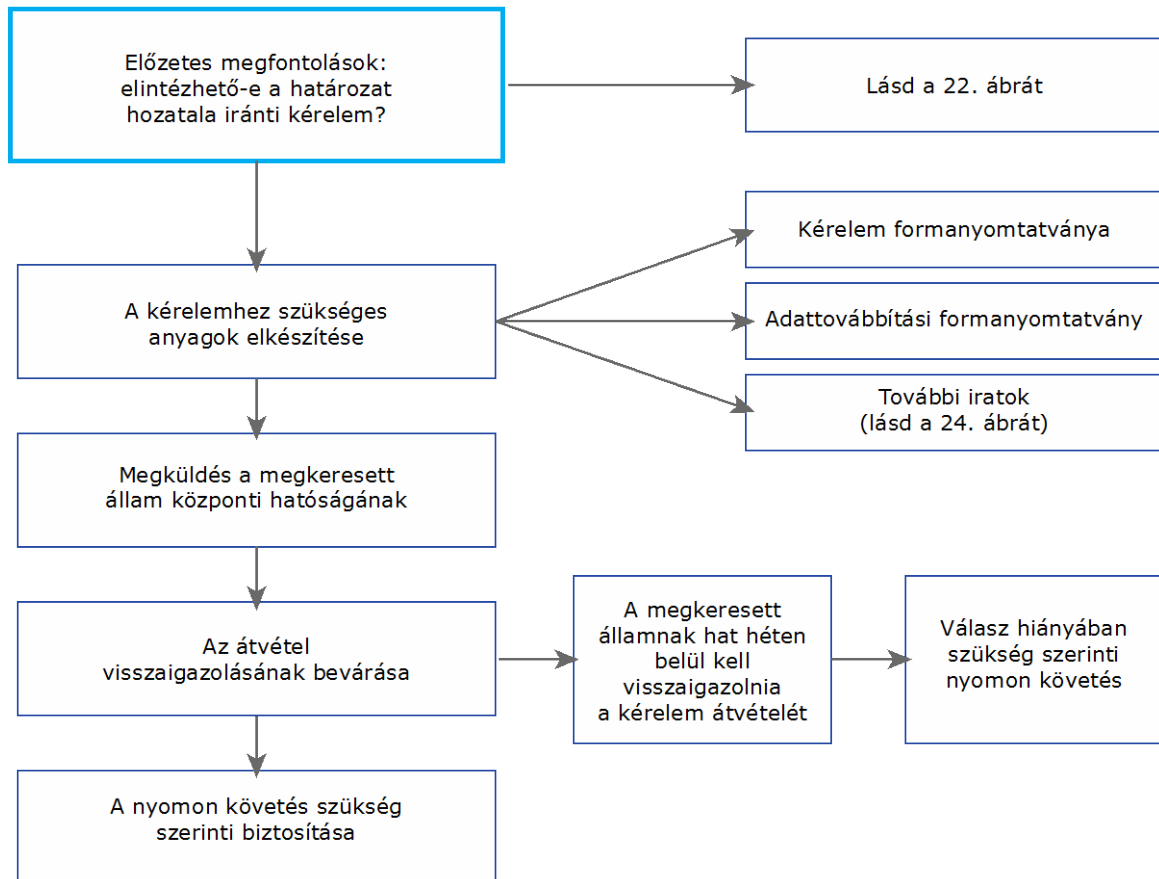 Előzetes megfontolások:
elintézhető-e a határozat
hozatala iránti kérelem?
Lásd a 22. ábrát
Kérelem formanyomtatványa
A kérelemhez szükséges
anyagok elkészítése
Adattovábbítási formanyomtatvány
További iratok
(lásd a 24. ábrát)
Megküldés a megkeresett
állam központi hatóságának
Az átvétel
visszaigazolásának bevárása
A megkeresett
államnak hat héten
belül kell
visszaigazolnia
a kérelem átvételét
Válasz hiányában
szükség szerinti
nyomon követés
A nyomon követés szükség
szerinti biztosítása